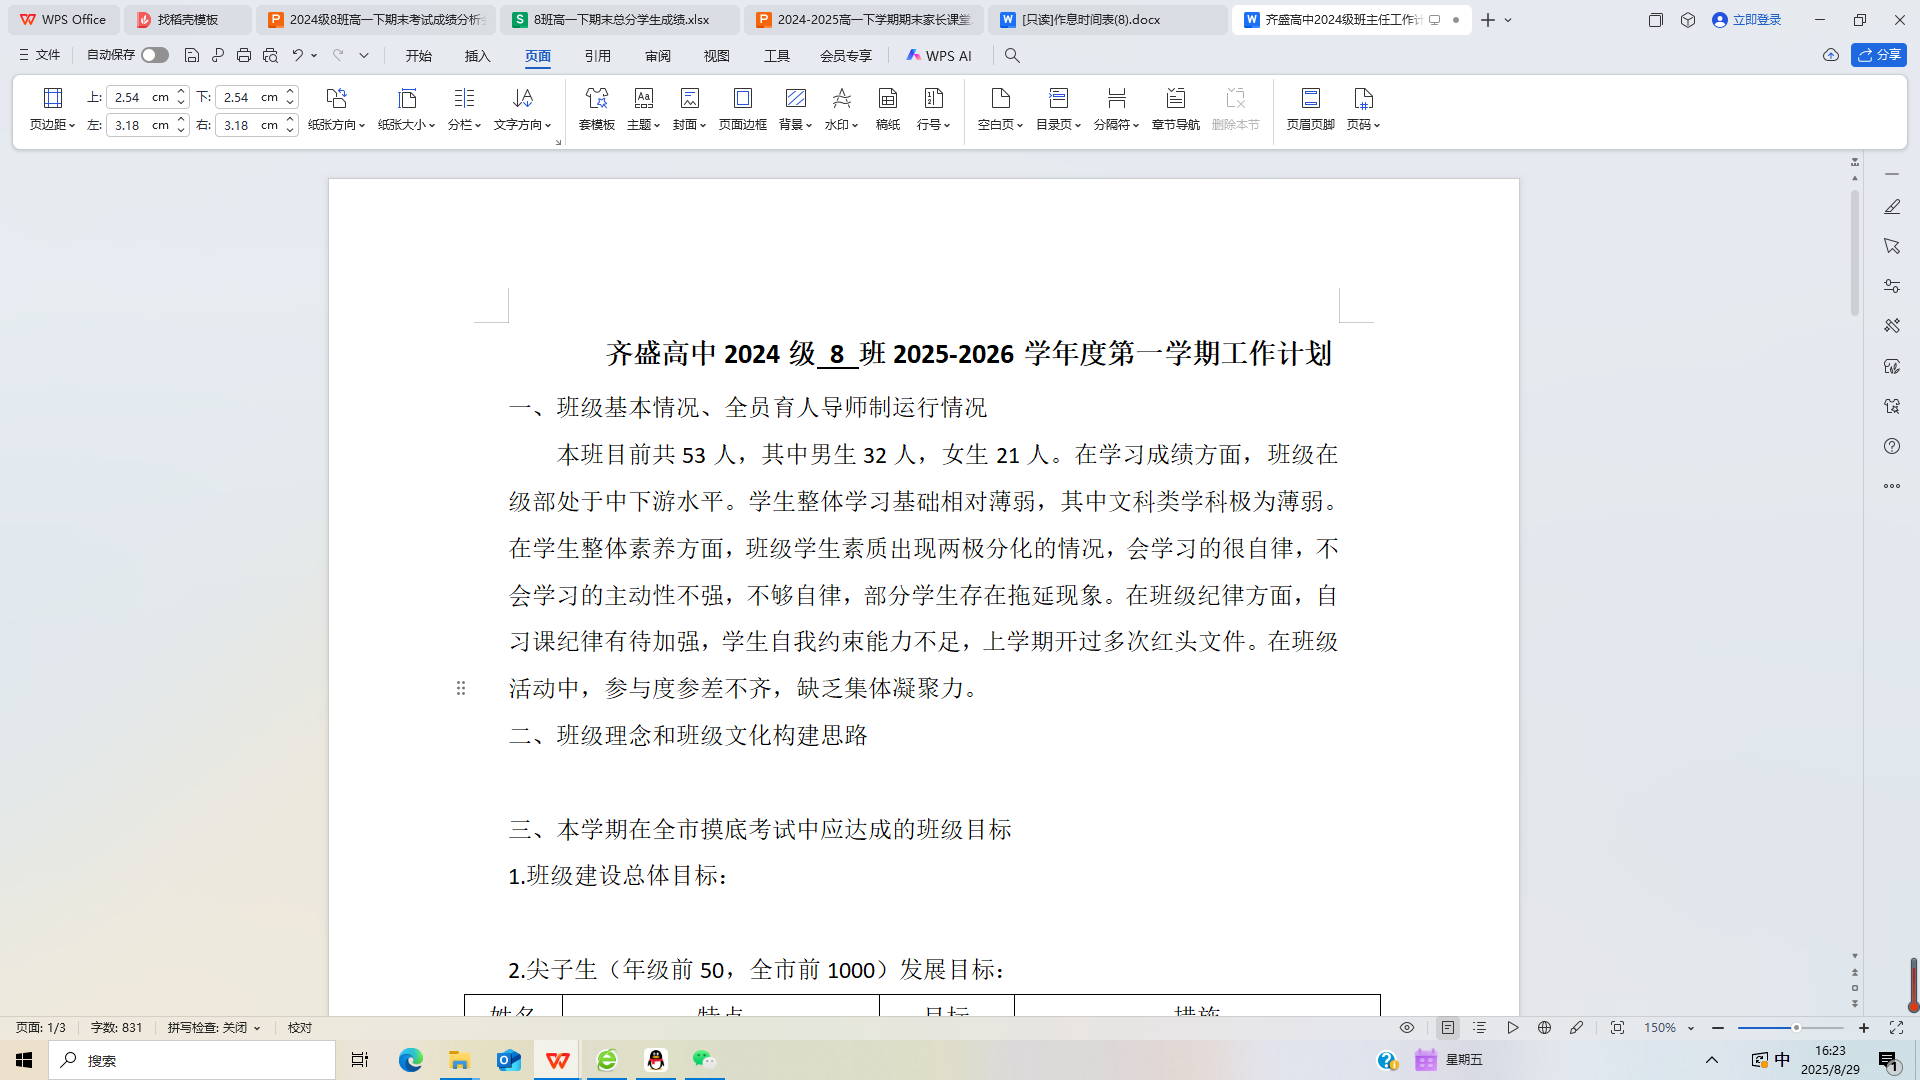 WPS Office
找稻壳模板
2024级8班高一下期末考试成绩分析
8班高一下期末总分学生成绩.xlsx
2024-2025高一下学期期末家长课堂
[只读]作息时间表(8).docx
齐盛高中2024级班主任工作计
立即登录
文件
自动保存
开始
插入
页面
引用
审阅
视图
工具
会员专享
WPS AI
分享
页边距
上: 2.54 cm
下: 2.54 cm
左: 3.18 cm
右: 3.18 cm
纸张方向
纸张大小
分栏
文字方向
套模板
主题
封面
页面边框
背景
水印
稿纸
行号
空白页
目录页
分隔符
章节导航
删除本节
页眉页脚
页码
齐盛高中 2024 级 8 班 2025-2026 学年度第一学期工作计划
一、班级基本情况、全员育人导师制运行情况
本班目前共 53 人，其中男生 32 人，女生 21 人。在学习成绩方面，班级在
级部处于中下游水平。学生整体学习基础相对薄弱，其中文科类学科极为薄弱。
在学生整体素养方面，班级学生素质出现两极分化的情况，会学习的很自律，不
会学习的主动性不强，不够自律，部分学生存在拖延现象。在班级纪律方面，自
习课纪律有待加强，学生自我约束能力不足，上学期开过多次红头文件。在班级
活动中，参与度参差不齐，缺乏集体凝聚力。
二、班级理念和班级文化构建思路
三、本学期在全市摸底考试中应达成的班级目标
1.班级建设总体目标：
2.尖子生（年级前 50，全市前 1000）发展目标：
姓名 特点 目标 措施
页面: 1/3
字数: 831
拼写检查: 关闭
校对
150%
搜索
星期五
中
16:23
2025/8/29
1